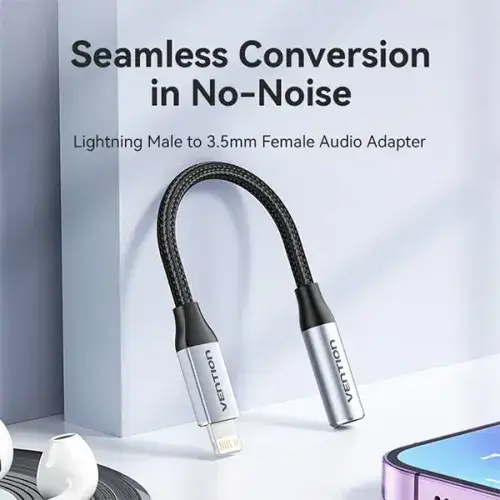 Seamless Conversion
in No-Noise
Lightning Male to 3.5mm Female Audio Adapter
VENTION
VENTION